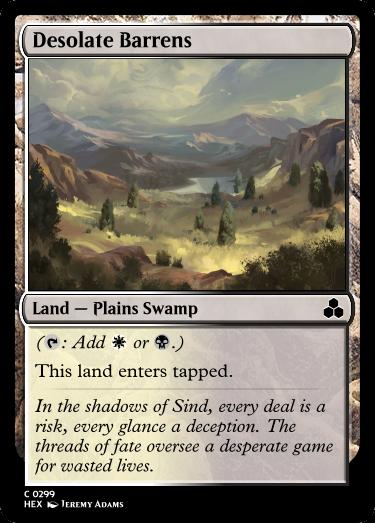 Desolate Barrens
Land — Plains Swamp
( : Add or .)
This land enters tapped.
In the shadows of Sind, every deal is a
risk, every glance a deception. The
threads of fate oversee a desperate game
for wasted lives.
C 0299
HEX Jeremy Adams